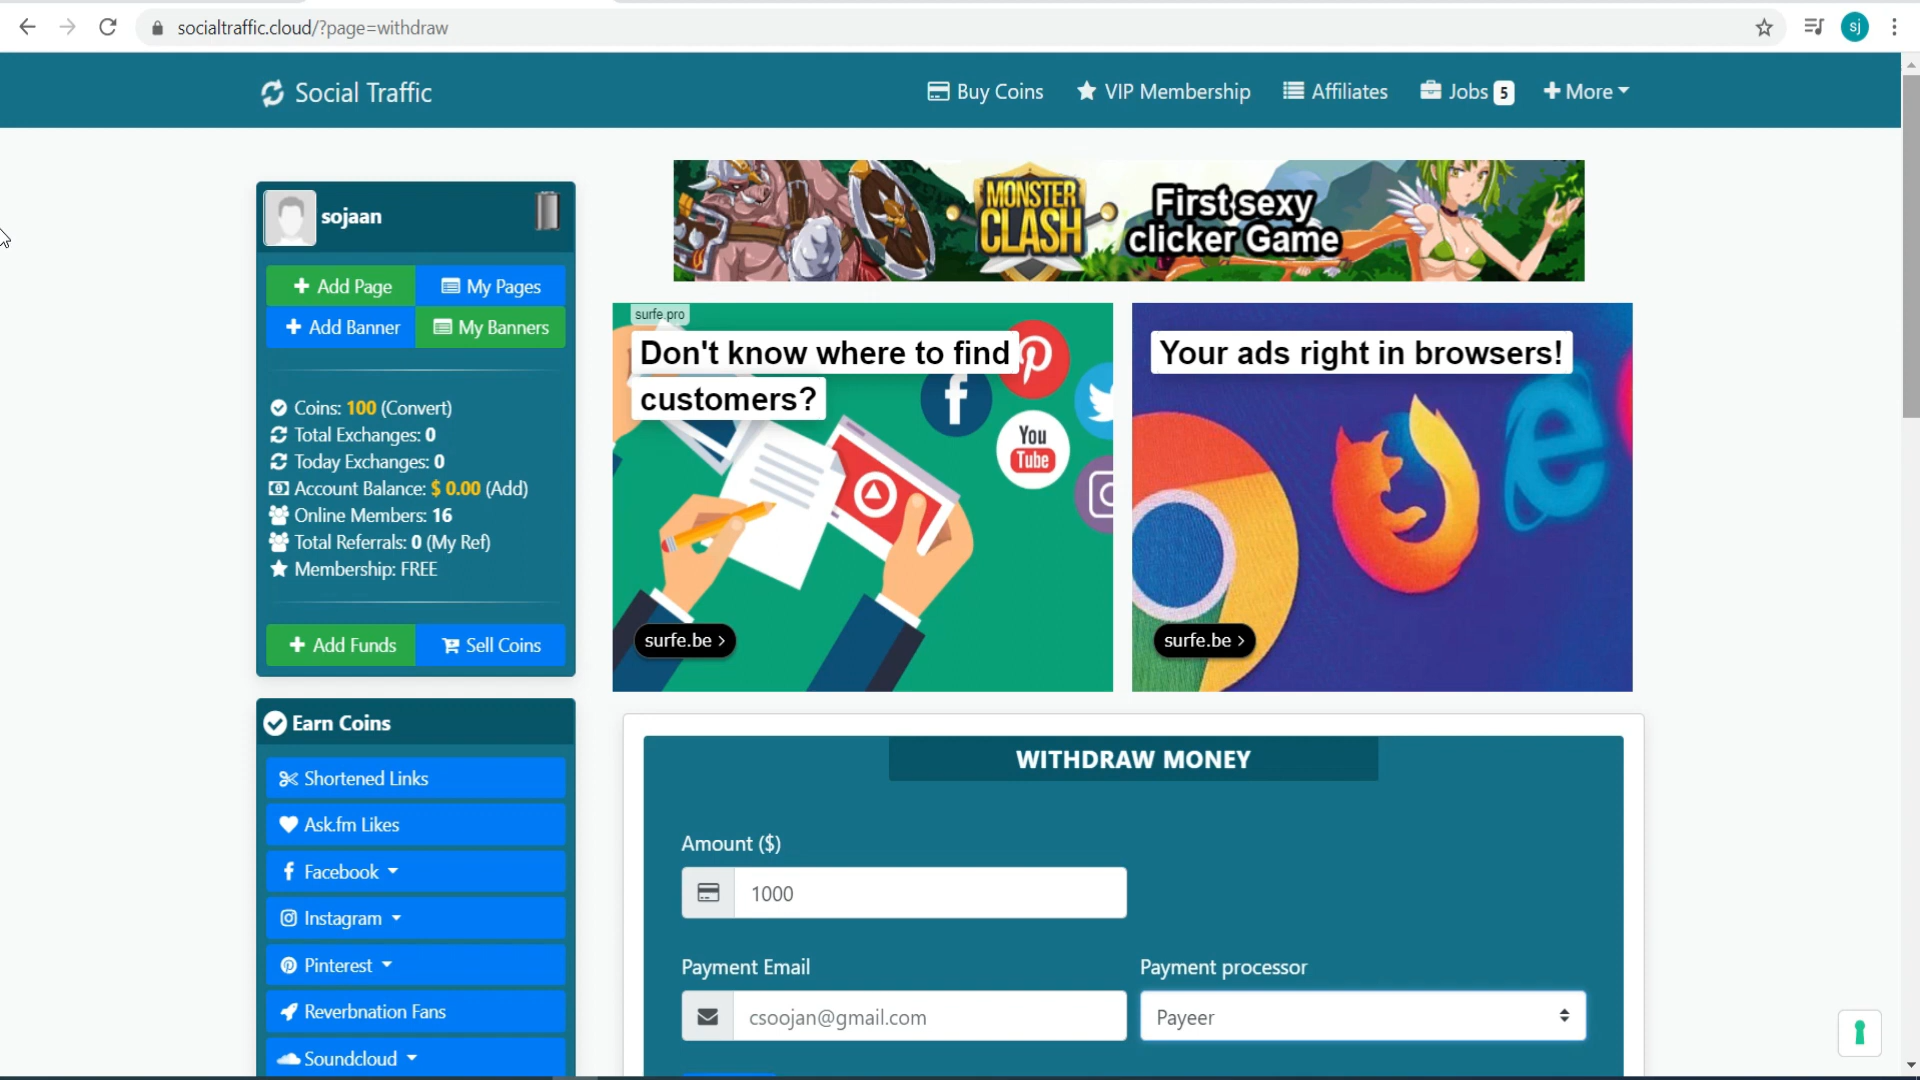 socialtraffic.cloud/?page=withdraw
sj
Social Traffic
Buy Coins
VIP Membership
Affiliates
Jobs 5
More
sojaan
Add Page
My Pages
Add Banner
My Banners
Coins: 100 (Convert)
Total Exchanges: 0
Today Exchanges: 0
Account Balance: $ 0.00 (Add)
Online Members: 16
Total Referrals: 0 (My Ref)
Membership: FREE
Add Funds
Sell Coins
Earn Coins
Shortened Links
Ask.fm Likes
Facebook
Instagram
Pinterest
Reverbnation Fans
Soundcloud
MONSTER
CLASH
First sexy
clicker Game
surfe.pro
Don't know where to find
customers?
You
Tube
surfe.be >
Your ads right in browsers!
surfe.be >
WITHDRAW MONEY
Amount ($)
1000
Payment Email
csoojan@gmail.com
Payment processor
Payeer